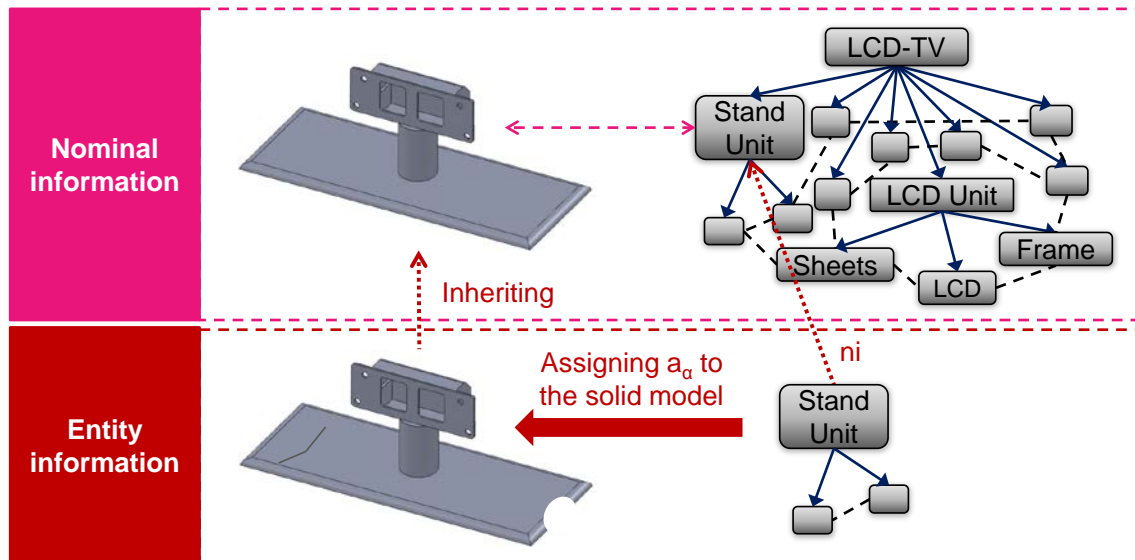 Nominal
information
LCD-TV
Stand
Unit
LCD Unit
Frame
Sheets
LCD
Inheriting
ni
Entity
information
Assigning aα to
the solid model
Stand
Unit